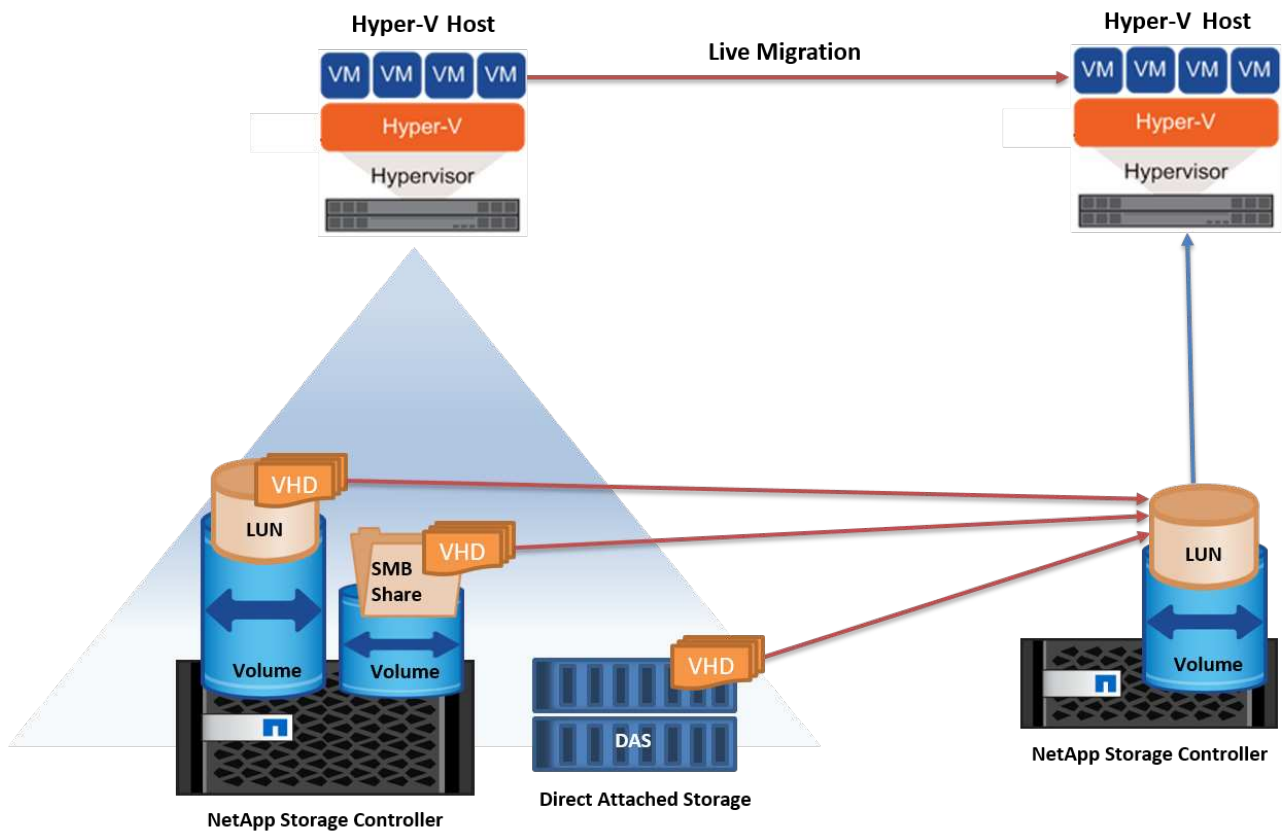 Hyper-V Host
Hyper-V Host
Live Migration
VM VM VM VM
VM VM VM VM
Hyper-V
Hyper-V
Hypervisor
Hypervisor
VHD
LUN
VHD
SMB
Share
LUN
VHD
Volume
Volume
Volume
DAS
NetApp Storage Controller
Direct Attached Storage
NetApp Storage Controller